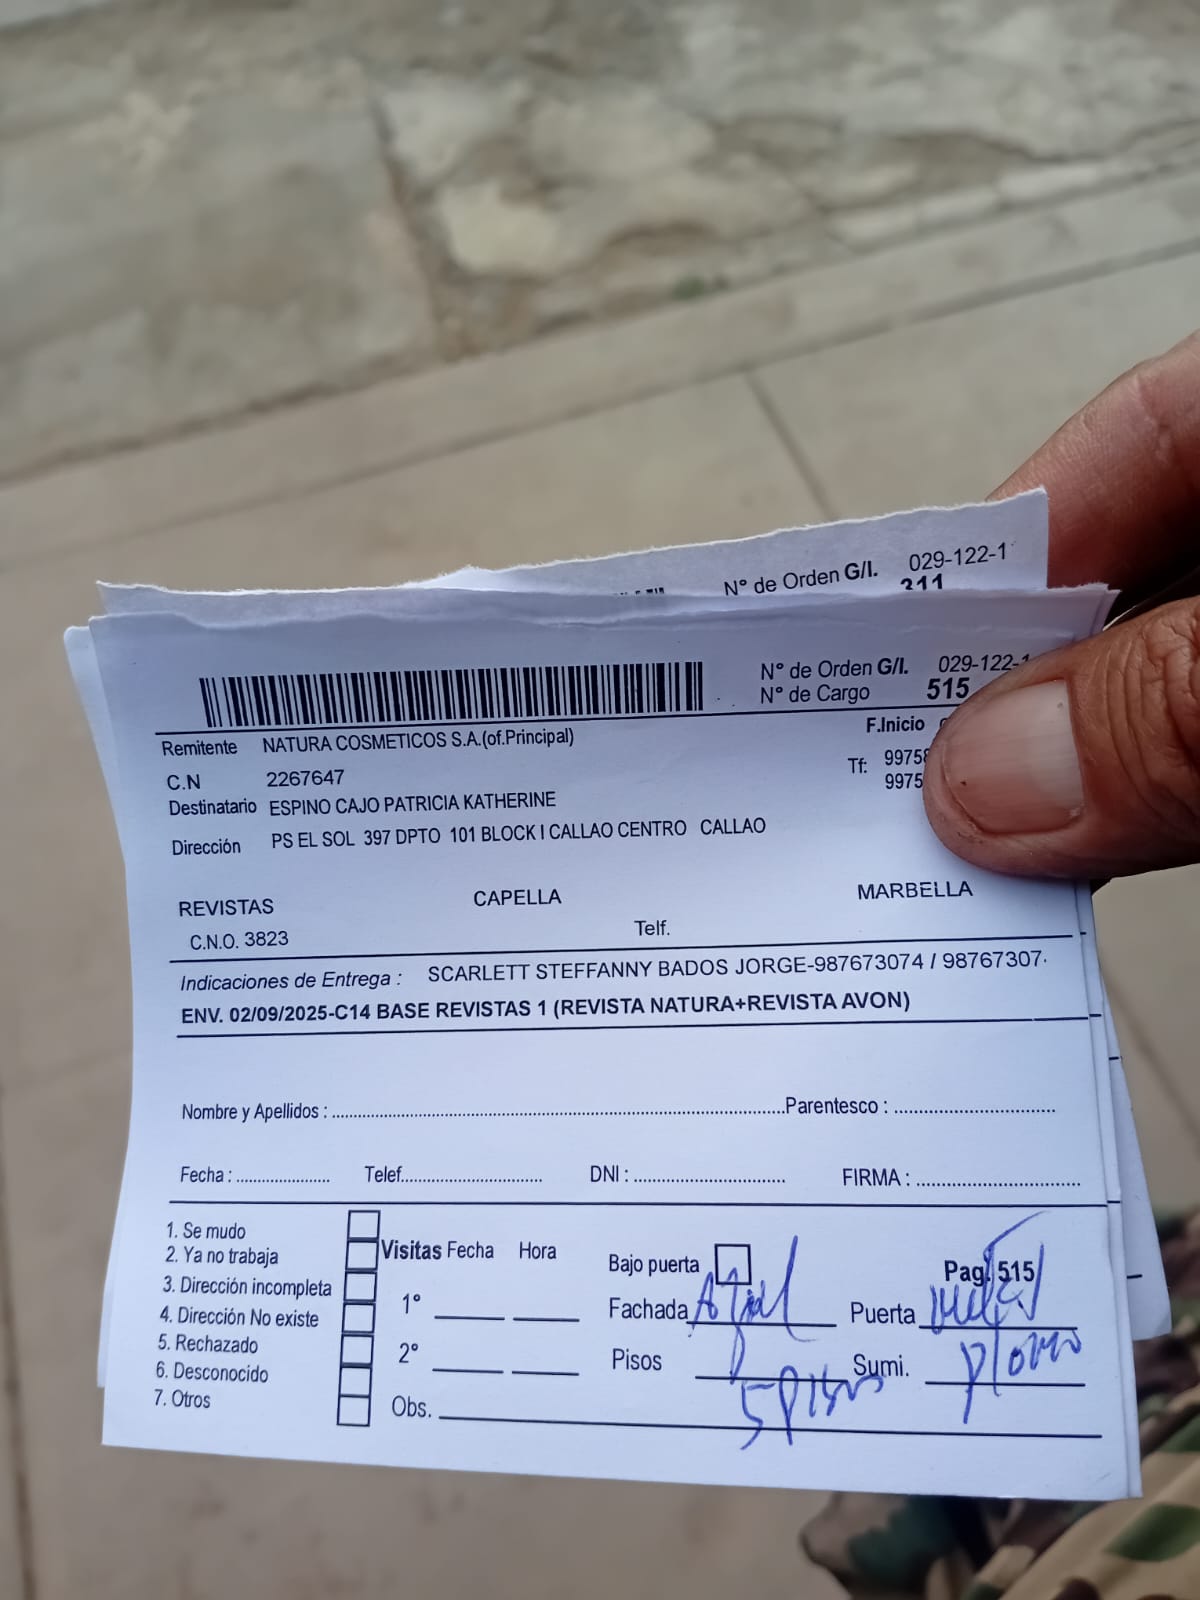 Nº de Orden G/I. 029-122-1
311
Nº de Orden G/I. 029-122-1
Nº de Cargo 515
F.Inicio
Remitente NATURA COSMETICOS S.A.(of.Principal)
C.N 2267647
Tf: 9975
9975
Destinatario ESPINO CAJO PATRICIA KATHERINE
Dirección PS EL SOL 397 DPTO 101 BLOCK I CALLAO CENTRO CALLAO
REVISTAS CAPELLA MARBELLA
C.N.O. 3823 Telf.
Indicaciones de Entrega : SCARLETT STEFFANNY BADOS JORGE-987673074 / 98767307
ENV. 02/09/2025-C14 BASE REVISTAS 1 (REVISTA NATURA+REVISTA AVON)
Nombre y Apellidos : Parentesco :
Fecha : Telef. DNI : FIRMA :
1. Se mudo
2. Ya no trabaja
3. Dirección incompleta
4. Dirección No existe
5. Rechazado
6. Desconocido
7. Otros
Visitas Fecha Hora
1°
2°
Obs.
Bajo puerta Pag. 515
Fachada Puerta
Pisos 5 pisos Sumi. plomo